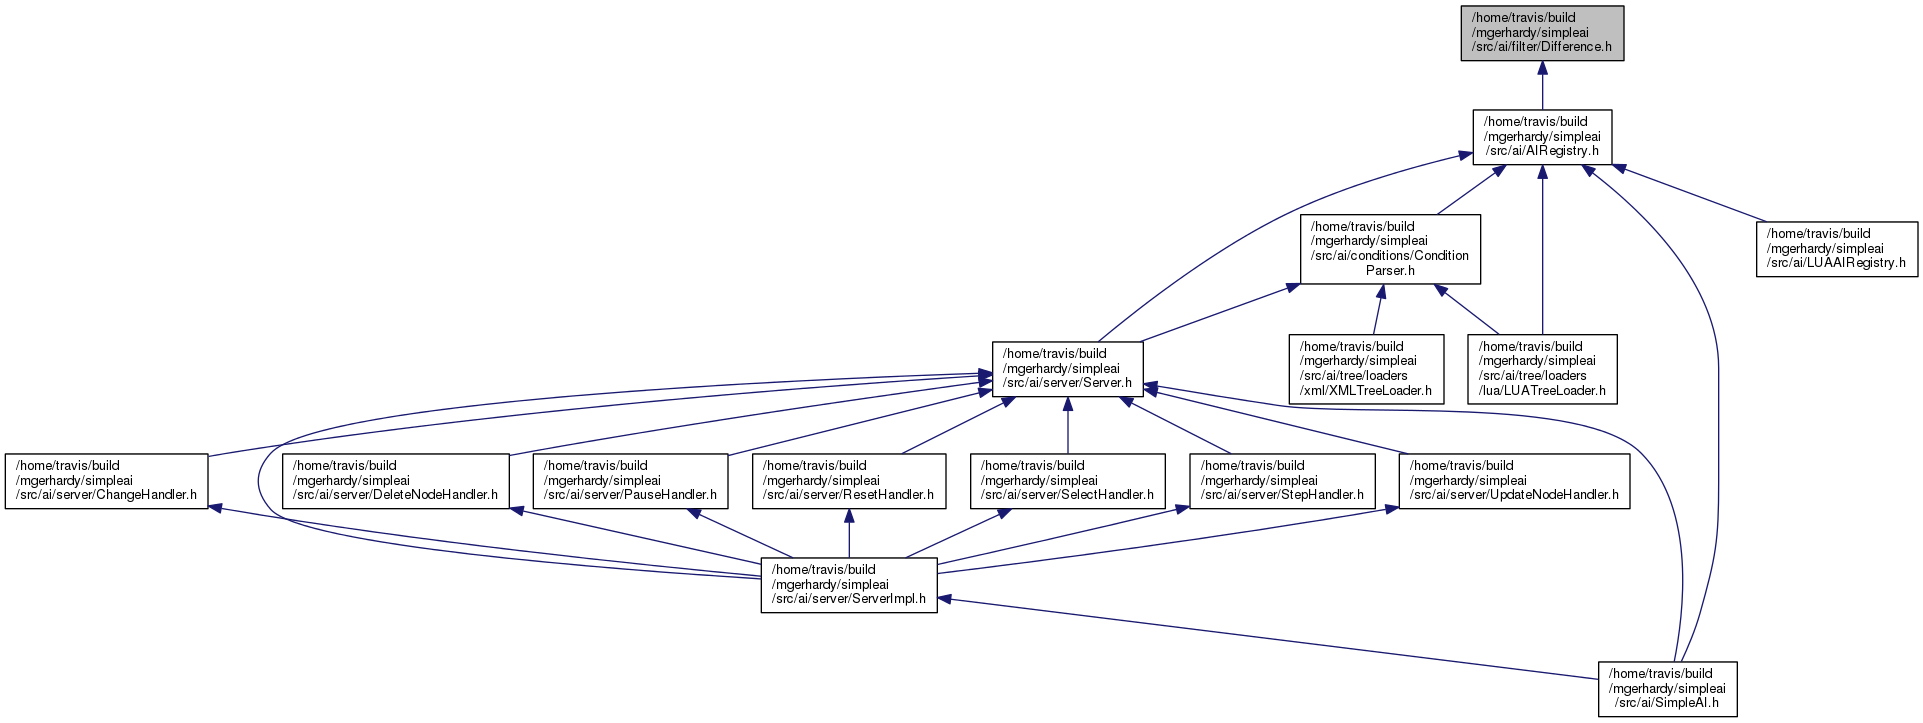 /home/travis/build
/mgerhardy/simpleai
/src/ai/filter/Difference.h
/home/travis/build
/mgerhardy/simpleai
/src/ai/AIRegistry.h
/home/travis/build
/mgerhardy/simpleai
/src/ai/conditions/Condition
Parser.h
/home/travis/build
/mgerhardy/simpleai
/src/ai/LUAAIRegistry.h
/home/travis/build
/mgerhardy/simpleai
/src/ai/server/Server.h
/home/travis/build
/mgerhardy/simpleai
/src/ai/tree/loaders
/xml/XMLTreeLoader.h
/home/travis/build
/mgerhardy/simpleai
/src/ai/tree/loaders
/lua/LUATreeLoader.h
/home/travis/build
/mgerhardy/simpleai
/src/ai/server/ChangeHandler.h
/home/travis/build
/mgerhardy/simpleai
/src/ai/server/DeleteNodeHandler.h
/home/travis/build
/mgerhardy/simpleai
/src/ai/server/PauseHandler.h
/home/travis/build
/mgerhardy/simpleai
/src/ai/server/ResetHandler.h
/home/travis/build
/mgerhardy/simpleai
/src/ai/server/SelectHandler.h
/home/travis/build
/mgerhardy/simpleai
/src/ai/server/StepHandler.h
/home/travis/build
/mgerhardy/simpleai
/src/ai/server/UpdateNodeHandler.h
/home/travis/build
/mgerhardy/simpleai
/src/ai/server/ServerImpl.h
/home/travis/build
/mgerhardy/simpleai
/src/ai/SimpleAI.h